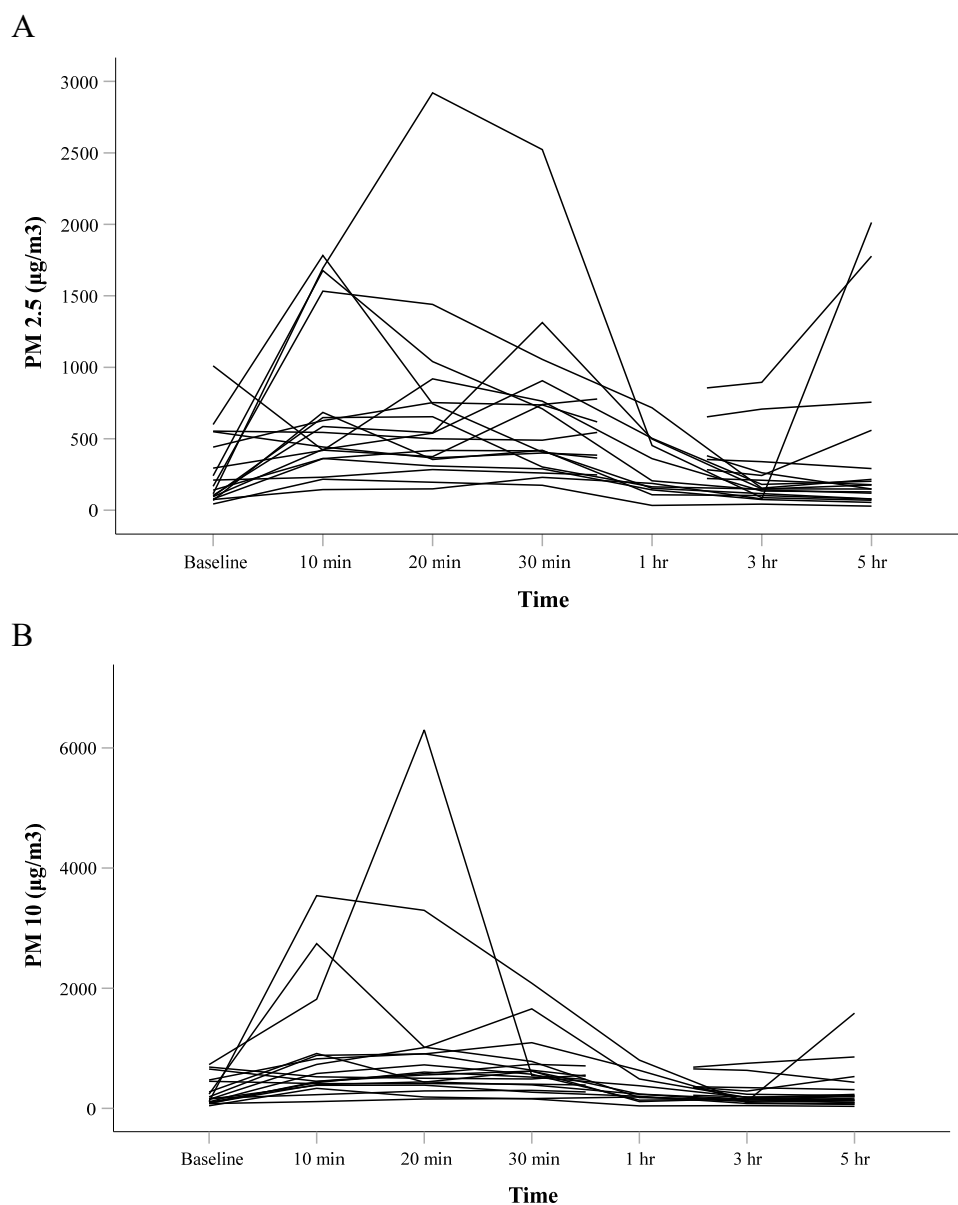 A
3000
2500
2000
1500
1000
500
0
PM 2.5 (µg/m3)
Baseline 10 min 20 min 30 min 1 hr 3 hr 5 hr
Time
B
6000
4000
2000
0
PM 10 (µg/m3)
Baseline 10 min 20 min 30 min 1 hr 3 hr 5 hr
Time